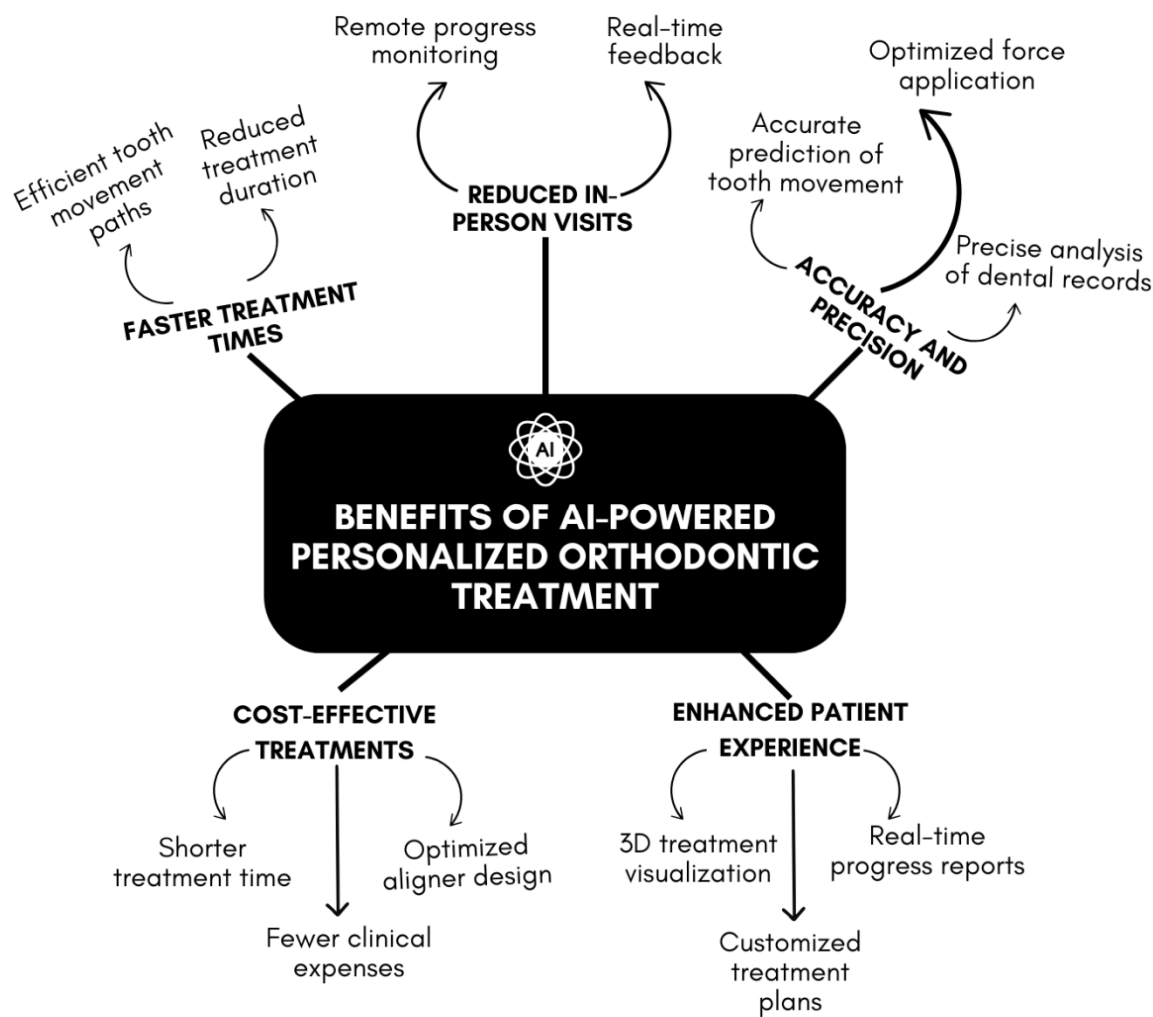 Remote progress
monitoring
Real-time
feedback
Optimized force
application
Efficient tooth
movement
paths
Reduced
treatment
duration
Accurate
prediction of
tooth movement
REDUCED IN-
PERSON VISITS
Precise analysis
of dental records
FASTER TREATMENT
TIMES
ACCURACY AND
PRECISION
AI
BENEFITS OF AI-POWERED
PERSONALIZED ORTHODONTIC
TREATMENT
COST-EFFECTIVE
TREATMENTS
Shorter
treatment time
Fewer clinical
expenses
Optimized
aligner design
ENHANCED PATIENT
EXPERIENCE
3D treatment
visualization
Customized
treatment
plans
Real-time
progress reports